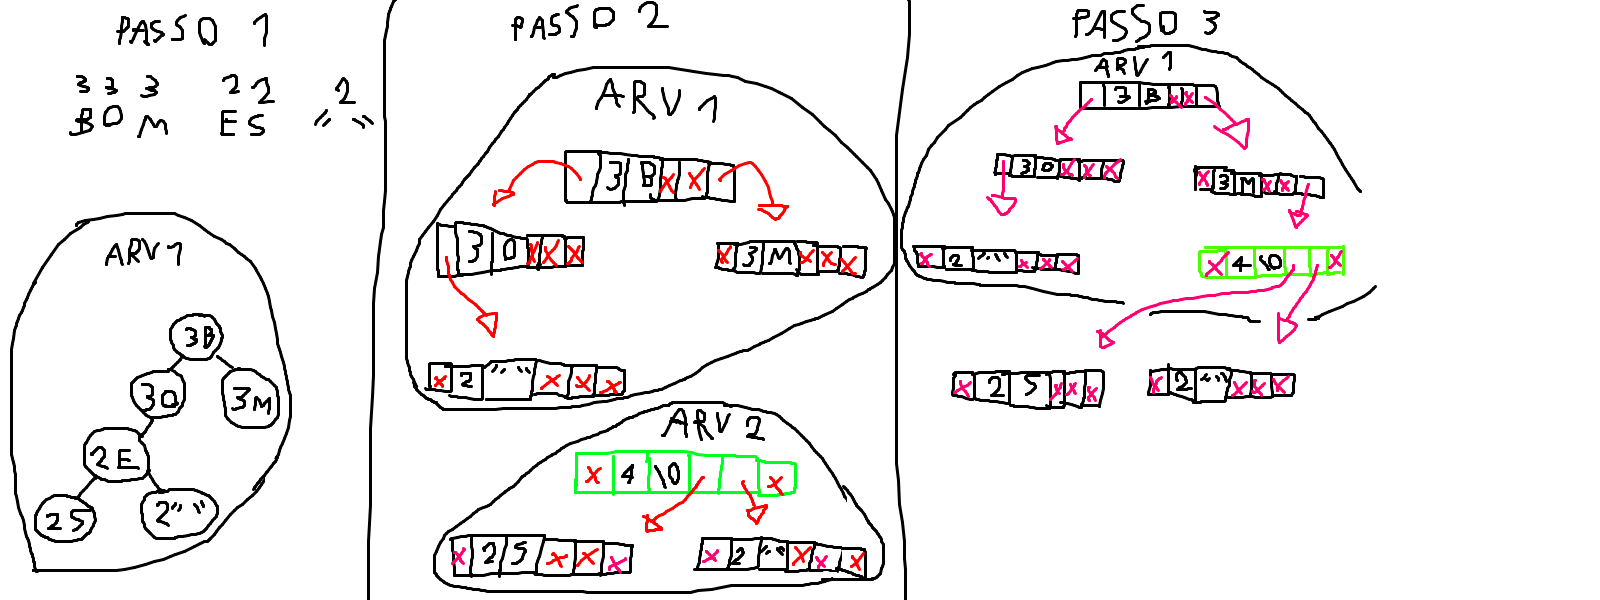 PASSO 1
3 3 3 2 2 2
B O M E S " "
ARV 1
3B
3O 3M
2E
2S 2" "
PASSO 2
ARV 1
3 B X X
3 O X X X
X 3 M X X X
X 2 " " X X X
ARV 2
X 4 \0 X
X 2 S X X X
X 2 " " X X X
PASSO 3
ARV 1
3 B X X
3 O X X X
X 3 M X X
X 2 " " X X X
X 4 \0 X
X 2 S X X X
X 2 " " X X X